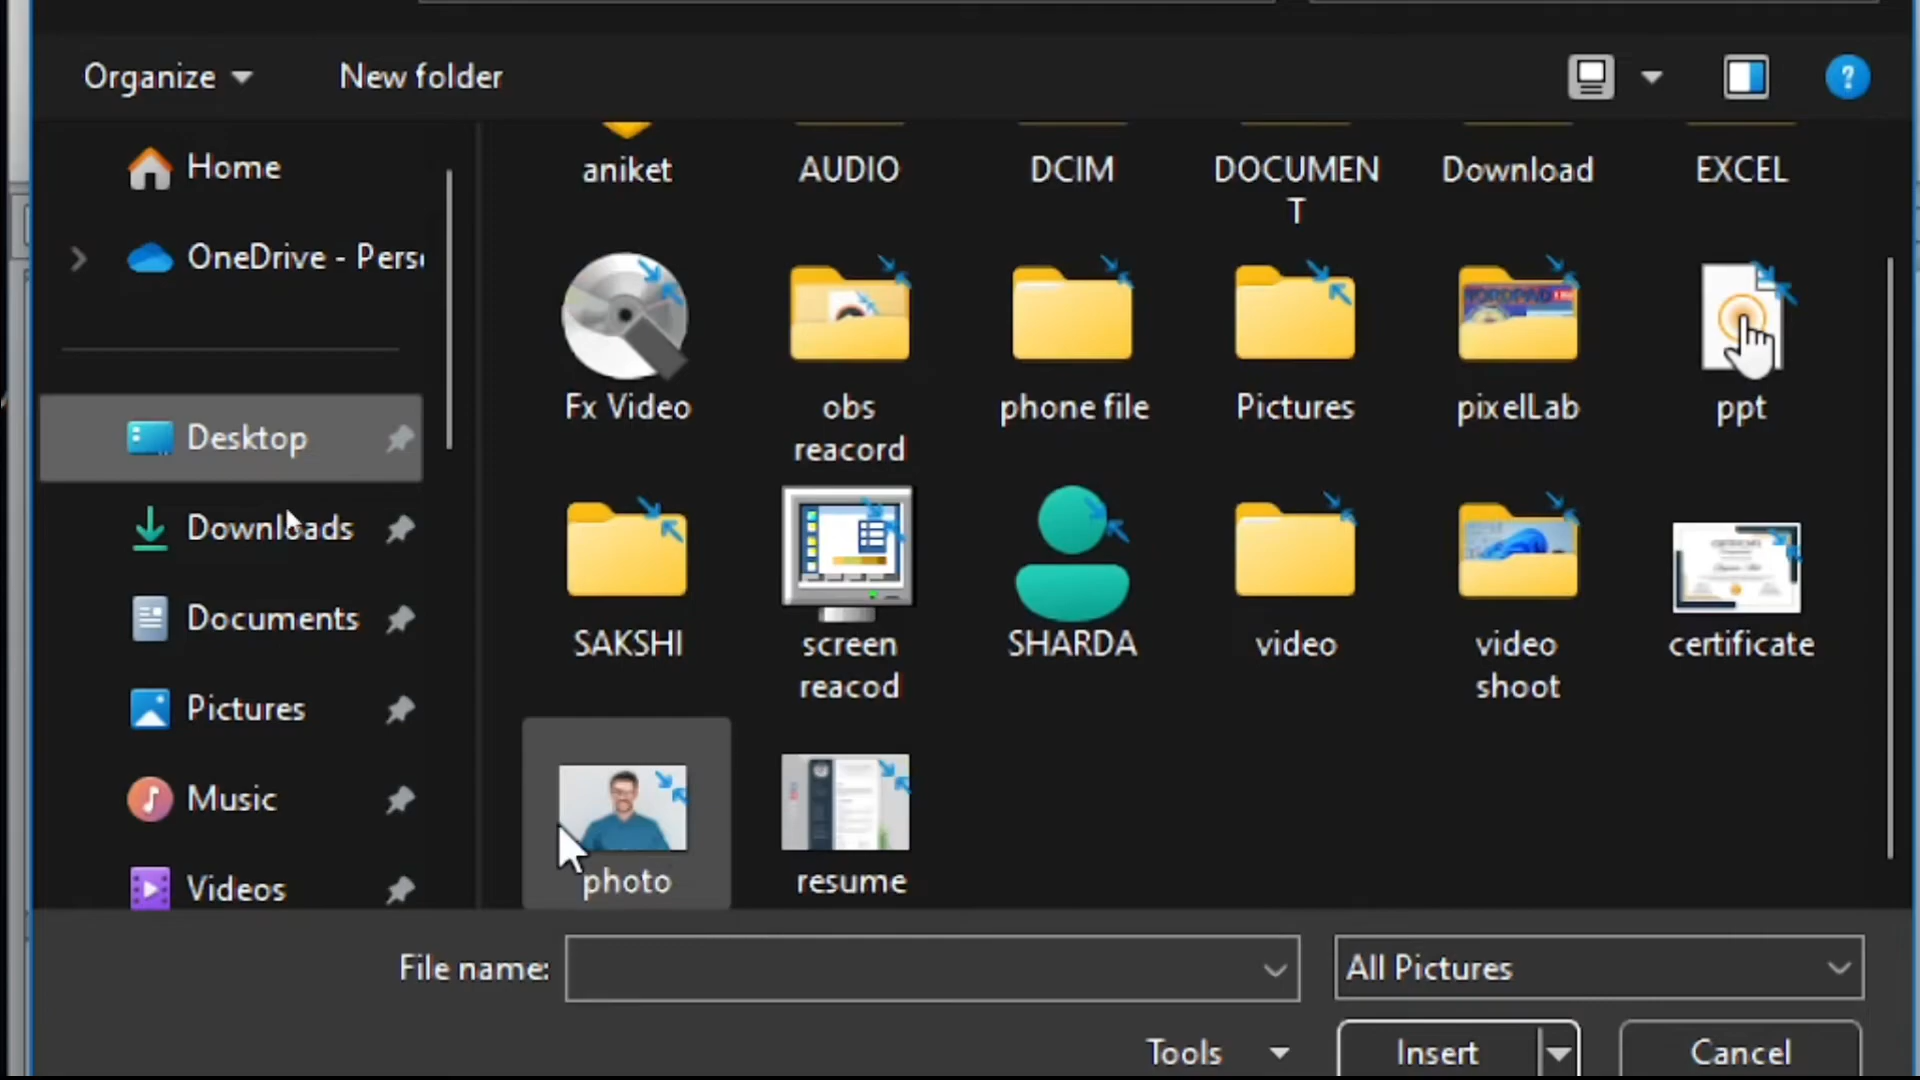 Organize
New folder
Home
OneDrive - Pers
Desktop
Downloads
Documents
Pictures
Music
Videos
aniket
AUDIO
DCIM
DOCUMEN
T
Download
EXCEL
Fx Video
obs
reacord
phone file
Pictures
pixelLab
ppt
SAKSHI
screen
reacod
SHARDA
video
video
shoot
certificate
photo
resume
File name:
All Pictures
Tools
Insert
Cancel